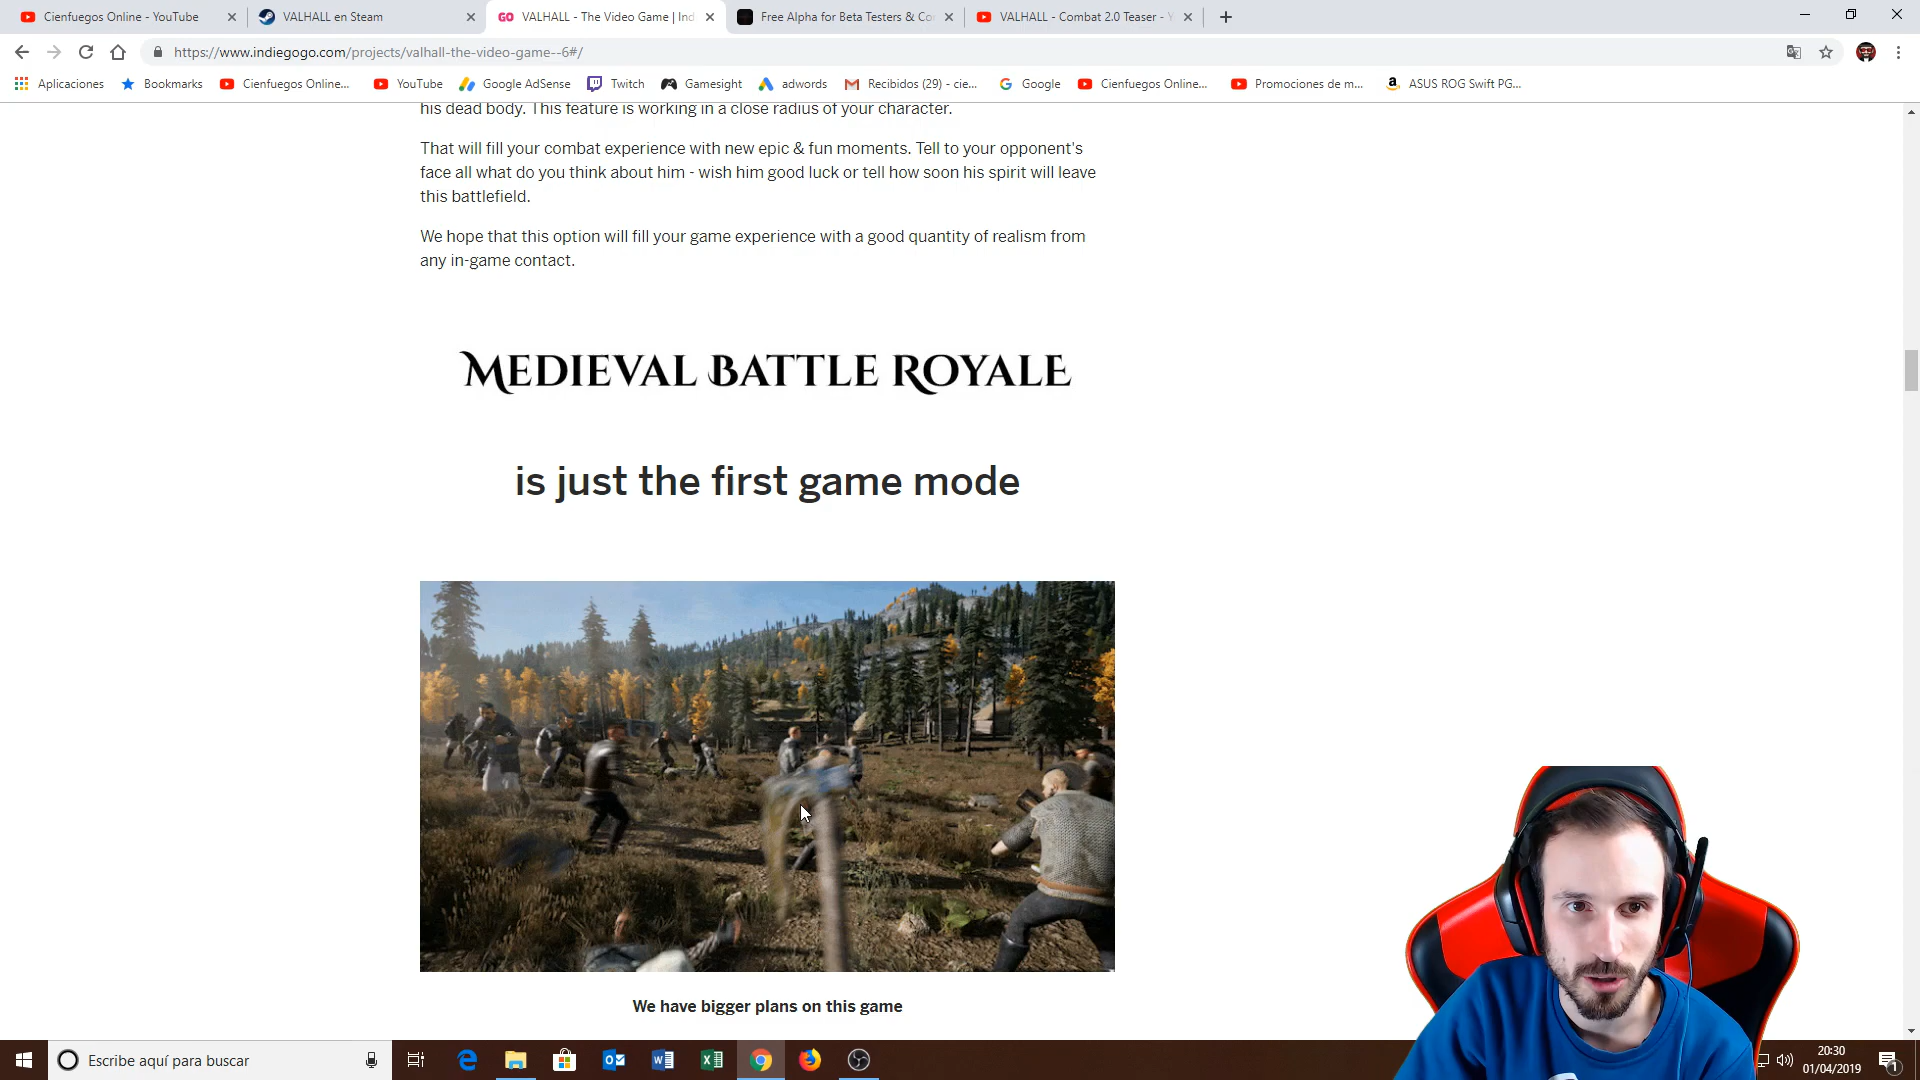 Cienfuegos Online - YouTube
VALHALL en Steam
VALHALL - The Video Game | Ind
Free Alpha for Beta Testers & Co
VALHALL - Combat 2.0 Teaser - Y
https://www.indiegogo.com/projects/valhall-the-video-game--6#/
Aplicaciones
Bookmarks
Cienfuegos Online...
YouTube
Google AdSense
Twitch
Gamesight
adwords
Recibidos (29) - cie...
Google
Cienfuegos Online...
Promociones de m...
ASUS ROG Swift PG...
his dead body. This feature is working in a close radius of your character.
That will fill your combat experience with new epic & fun moments. Tell to your opponent's
face all what do you think about him - wish him good luck or tell how soon his spirit will leave
this battlefield.
We hope that this option will fill your game experience with a good quantity of realism from
any in-game contact.
MEDIEVAL BATTLE ROYALE
is just the first game mode
We have bigger plans on this game
Escribe aquí para buscar
20:30
01/04/2019